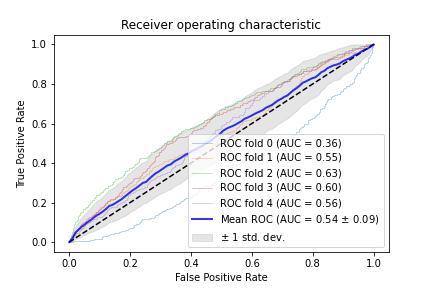 Receiver operating characteristic
1.0
0.8
0.6
0.4
0.2
0.0
True Positive Rate
ROC fold 0 (AUC = 0.36)
ROC fold 1 (AUC = 0.55)
ROC fold 2 (AUC = 0.63)
ROC fold 3 (AUC = 0.60)
ROC fold 4 (AUC = 0.56)
Mean ROC (AUC = 0.54 ± 0.09)
± 1 std. dev.
0.0 0.2 0.4 0.6 0.8 1.0
False Positive Rate